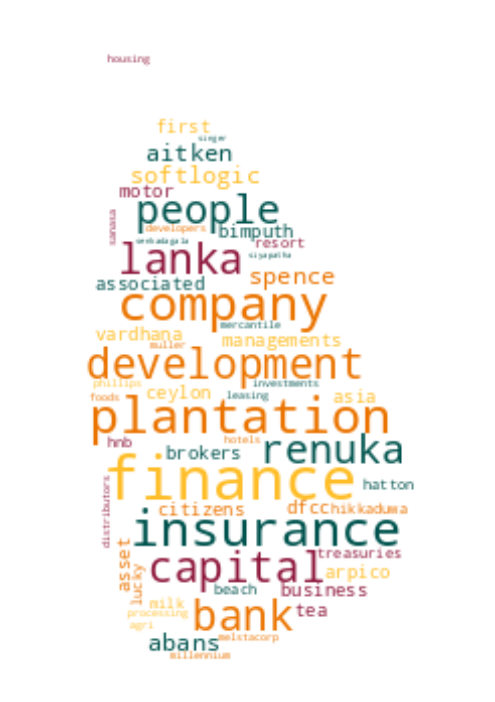 housing
first
singer
aitken
softlogic
motor
people
sanasa
developers bimputh
seekadagala resort
lanka siyapatha
associated spence
company
mercantile
vardhana managements
muller
development
phillips investments
foods ceylon leasing asia
plantation
hnb hotels
brokers renuka
finance hatton
distributors
citizens dfcc hikkaduwa
insurance
asset capital treasuries
lucky arpico
beach business
milk bank tea
processing
agri
abans melstacorp
millennium